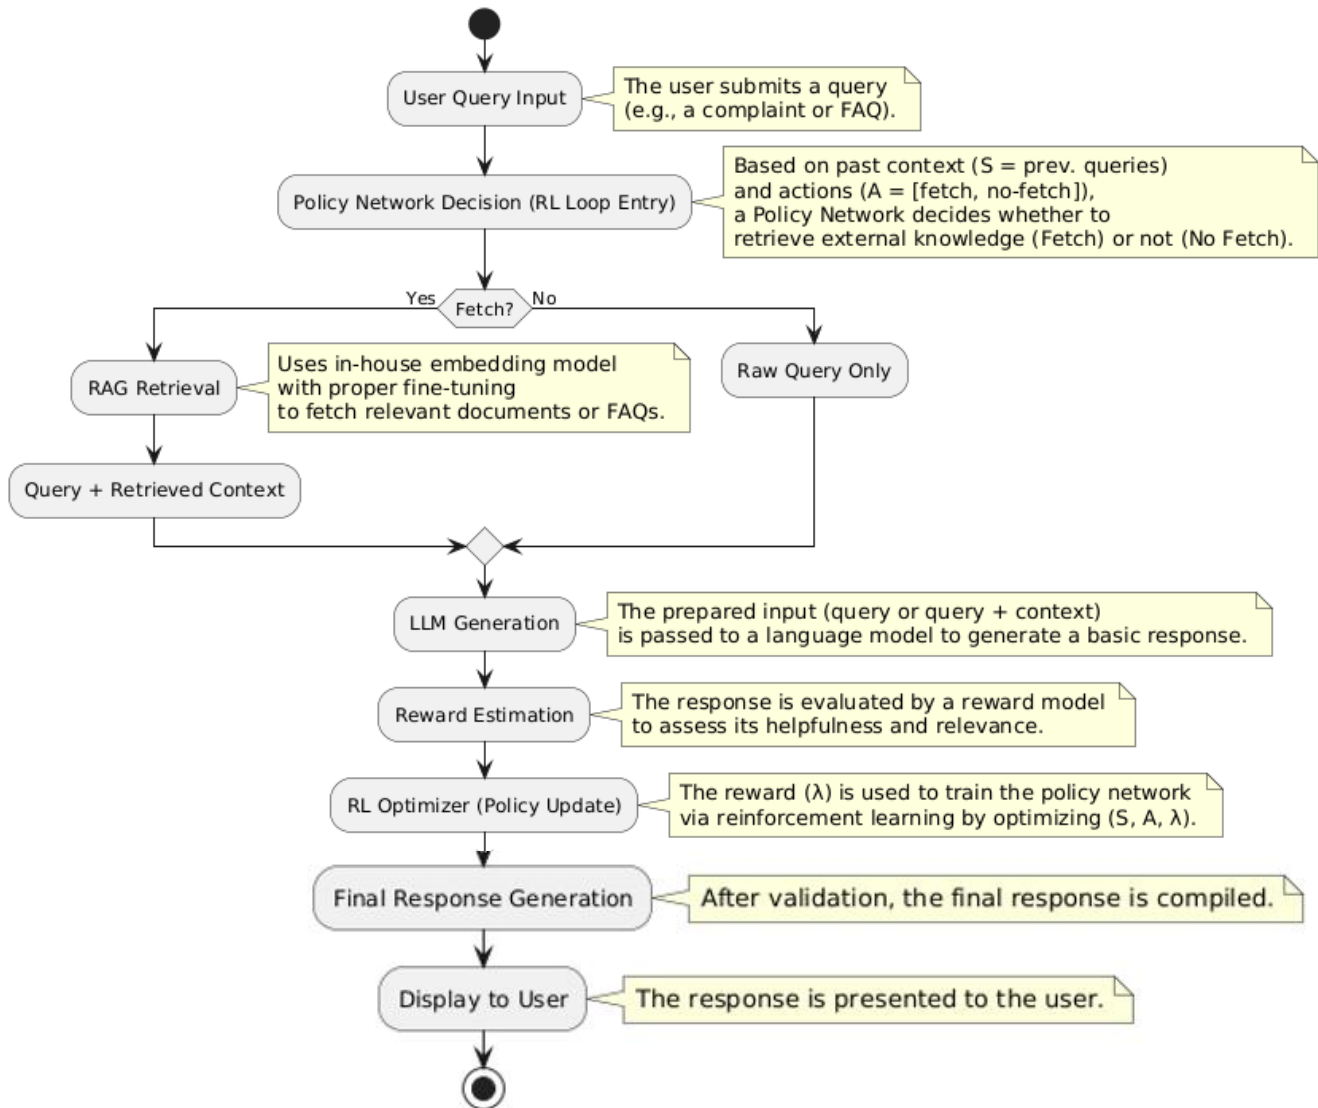 User Query Input
The user submits a query
(e.g., a complaint or FAQ).
Policy Network Decision (RL Loop Entry)
Based on past context (S = prev. queries)
and actions (A = [fetch, no-fetch]),
a Policy Network decides whether to
retrieve external knowledge (Fetch) or not (No Fetch).
Yes
Fetch?
No
RAG Retrieval
Uses in-house embedding model
with proper fine-tuning
to fetch relevant documents or FAQs.
Raw Query Only
Query + Retrieved Context
LLM Generation
The prepared input (query or query + context)
is passed to a language model to generate a basic response.
Reward Estimation
The response is evaluated by a reward model
to assess its helpfulness and relevance.
RL Optimizer (Policy Update)
The reward (λ) is used to train the policy network
via reinforcement learning by optimizing (S, A, λ).
Final Response Generation
After validation, the final response is compiled.
Display to User
The response is presented to the user.